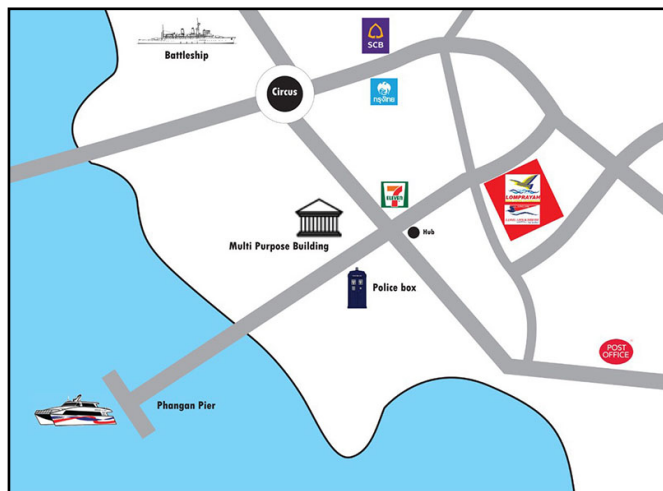 SCB
Battleship
Circus
กรุงไทย
7
ELEVEN
LOMPRAYAH
Hub
Multi Purpose Building
Police box
POST
OFFICE
Phangan Pier